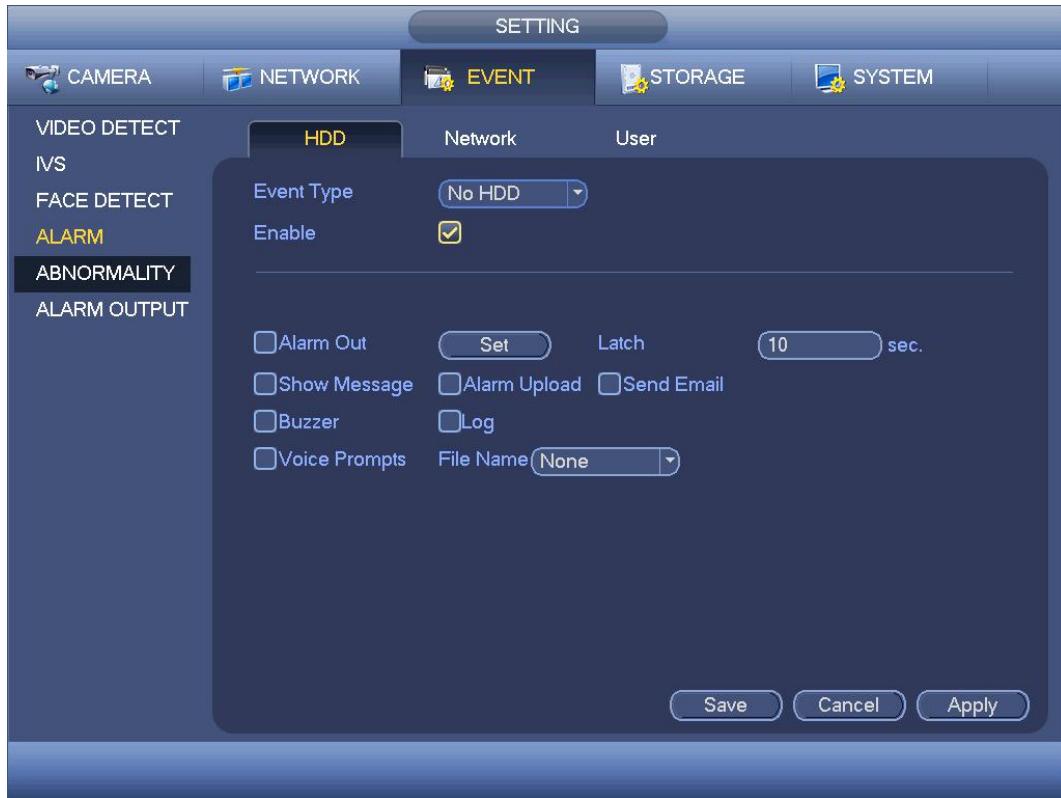 SETTING
CAMERA NETWORK EVENT STORAGE SYSTEM
VIDEO DETECT
IVS
FACE DETECT
ALARM
ABNORMALITY
ALARM OUTPUT
HDD Network User
Event Type No HDD
Enable
Alarm Out Set Latch 10 sec.
Show Message Alarm Upload Send Email
Buzzer Log
Voice Prompts File Name None
Save Cancel Apply